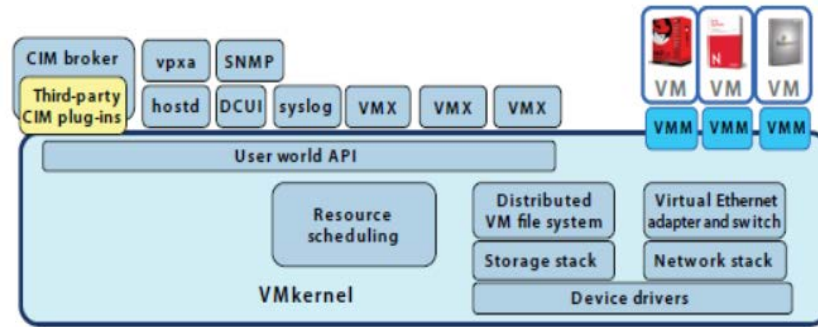 CIM broker
vpxa
SNMP
Third-party
CIM plug-ins
hostd
DCUI
syslog
VMX
VMX
VMX
N
VM
VM
VM
VMM
VMM
VMM
User world API
Resource
scheduling
Distributed
VM file system
Virtual Ethernet
adapter and switch
Storage stack
Network stack
VMkernel
Device drivers